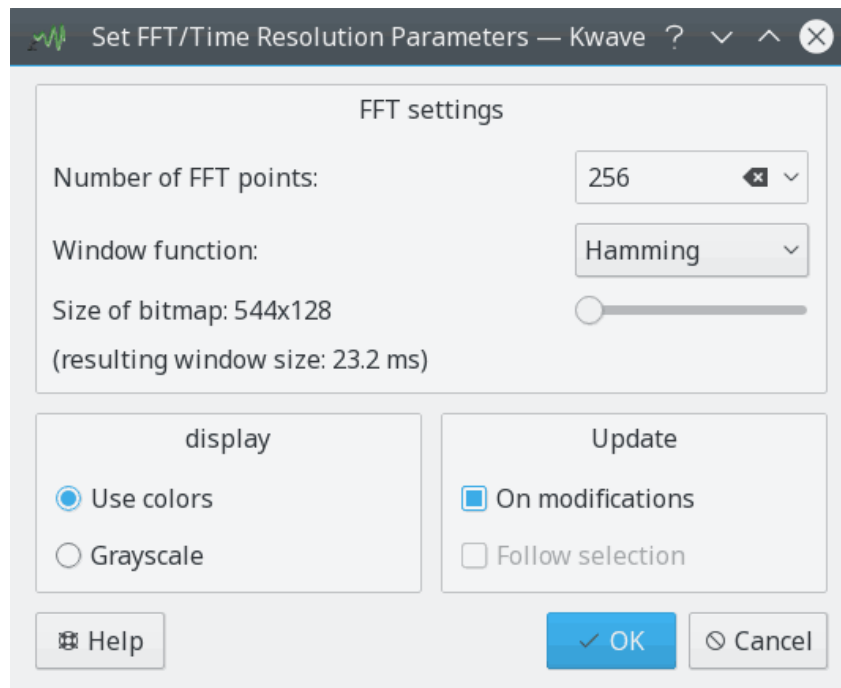 Set FFT/Time Resolution Parameters — Kwave
FFT settings
Number of FFT points: 256
Window function: Hamming
Size of bitmap: 544x128
(resulting window size: 23.2 ms)
display
Use colors
Grayscale
Update
On modifications
Follow selection
Help OK Cancel